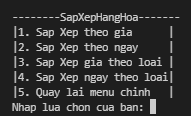 --------SapXepHangHoa-------
|1. Sap Xep theo gia     |
|2. Sap Xep theo ngay    |
|3. Sap Xep gia theo loai |
|4. Sap Xep ngay theo loai|
|5. Quay lai menu chinh  |
Nhap lua chon cua ban: